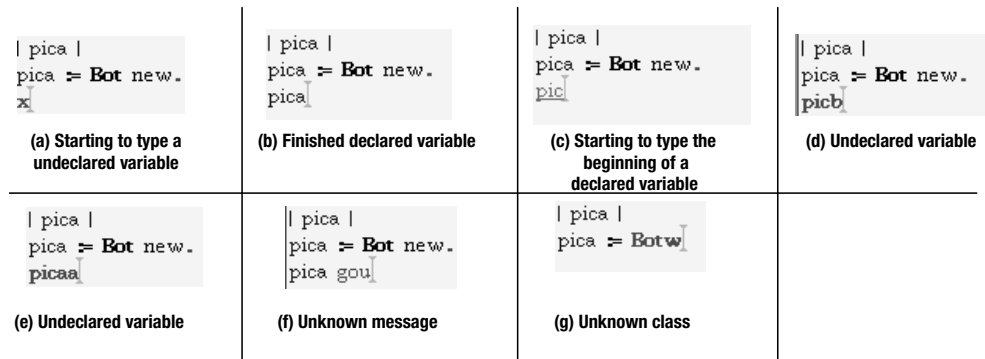 | pica |
pica := Bot new.
x
(a) Starting to type a
undeclared variable
| pica |
pica := Bot new.
pica
(b) Finished declared variable
| pica |
pica := Bot new.
pic
(c) Starting to type the
beginning of a
declared variable
| pica |
pica := Bot new.
picb
(d) Undeclared variable
| pica |
pica := Bot new.
picaa
(e) Undeclared variable
| pica |
pica := Bot new.
pica gou
(f) Unknown message
| pica |
pica := Botw
(g) Unknown class